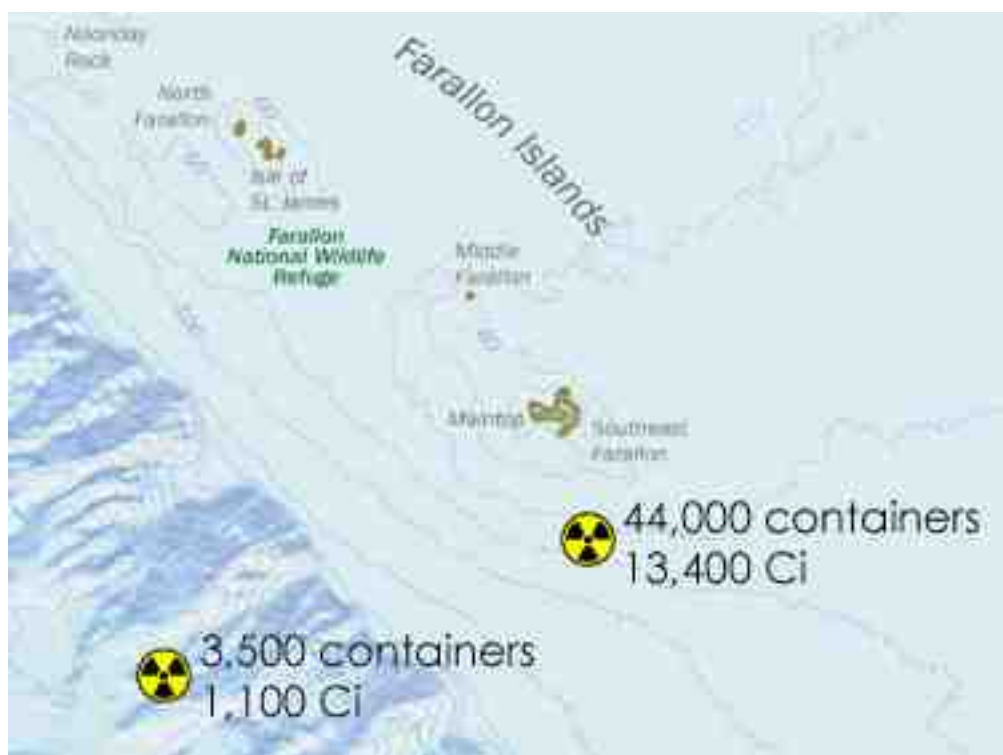 Noonday
Rock
North
Farallon
Isle of
St. James
Farallon
National Wildlife
Refuge
Farallon Islands
Middle
Farallon
Maintop
Southeast
Farallon
44,000 containers
13,400 Ci
3,500 containers
1,100 Ci